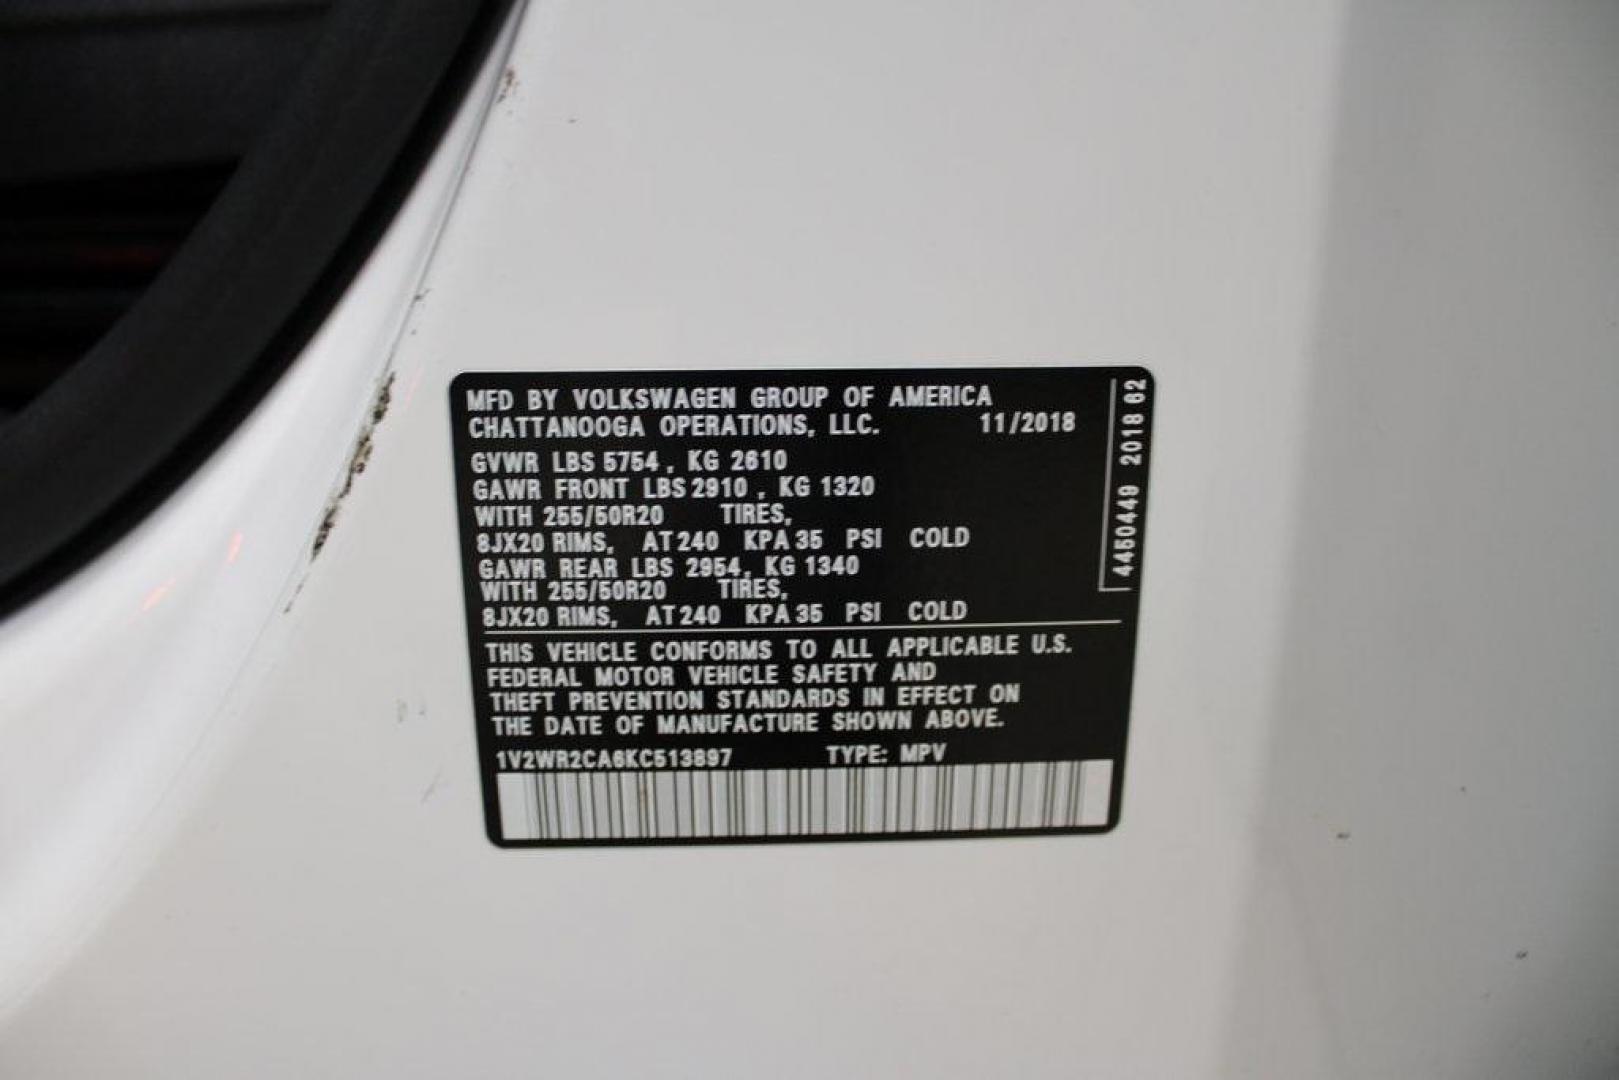 MFD BY VOLKSWAGEN GROUP OF AMERICA
CHATTANOOGA OPERATIONS, LLC. 11/2018
GVWR LBS 5754, KG 2610
GAWR FRONT LBS 2910, KG 1320
WITH 255/50R20 TIRES,
8JX20 RIMS, AT 240 KPA 35 PSI COLD
GAWR REAR LBS 2954, KG 1340
WITH 255/50R20 TIRES,
8JX20 RIMS, AT 240 KPA 35 PSI COLD
THIS VEHICLE CONFORMS TO ALL APPLICABLE U.S.
FEDERAL MOTOR VEHICLE SAFETY AND
THEFT PREVENTION STANDARDS IN EFFECT ON
THE DATE OF MANUFACTURE SHOWN ABOVE.
1V2WR2CA6KC513897 TYPE: MPV
4450449 2018 62